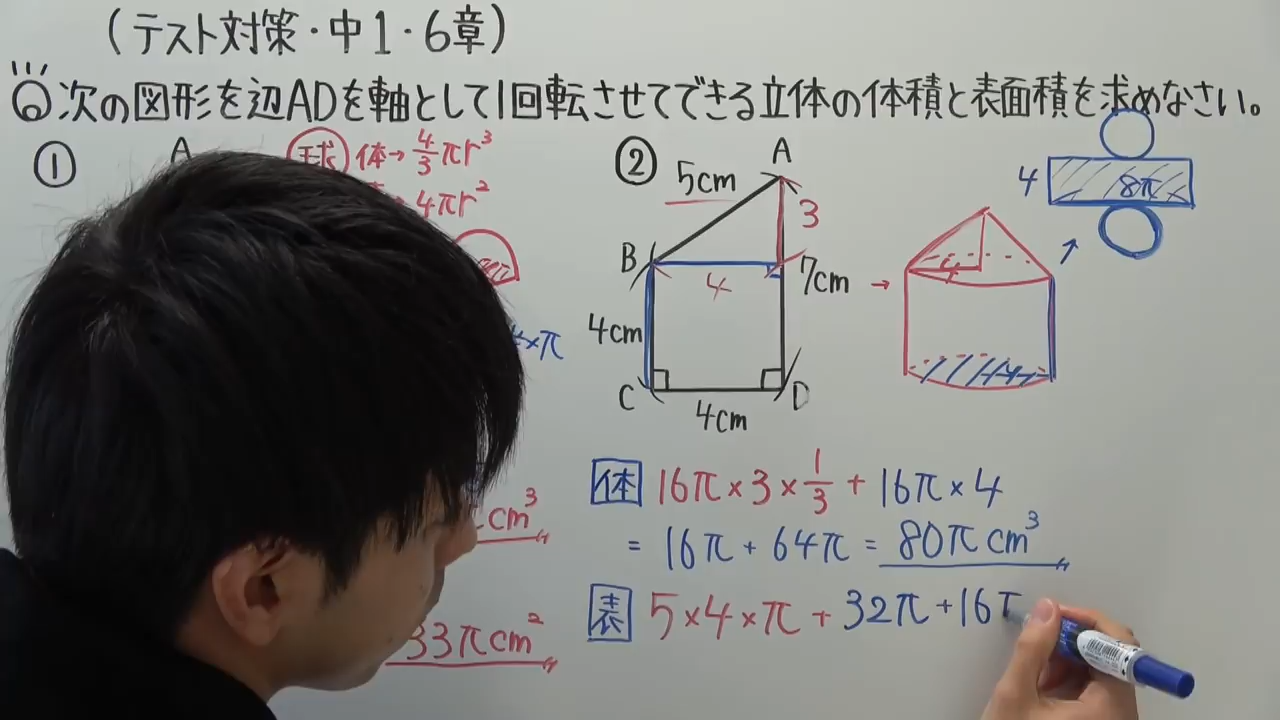 (テスト対策・中1・6章)
Q 次の図形を辺ADを軸として1回転させてできる立体の体積と表面積を求めなさい。
①
A
球 体→ 4/3 πr³
→ 4πr²
×π
cm³
33πcm²
②
A
5cm
3
B
4
7cm
→
4cm
C
D
4cm
4
4
8π
体 16π×3×1/3+16π×4
=16π+64π=80πcm³
表 5×4×π+32π+16π